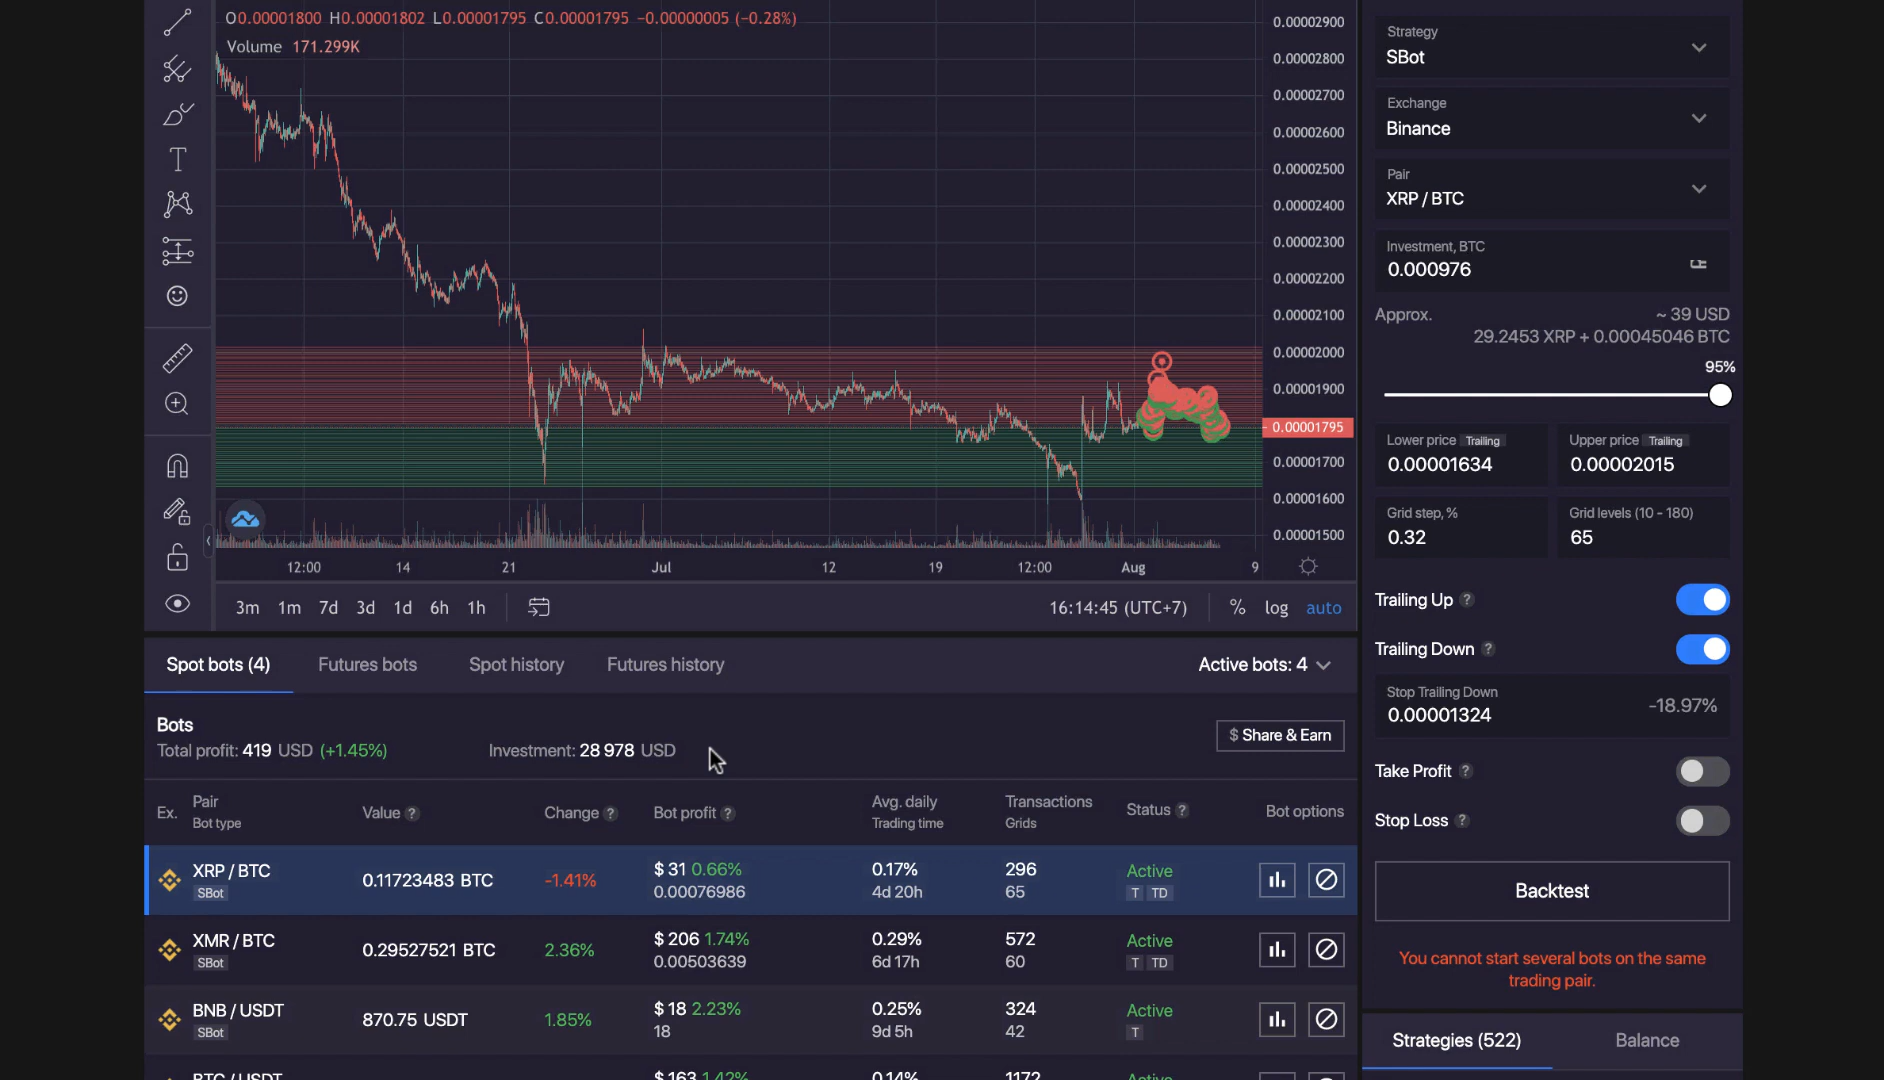 O0.00001800 H0.00001802 L0.00001795 C0.00001795 −0.00000005 (−0.28%)
Volume 171.299K
0.00002900
0.00002800
0.00002700
0.00002600
0.00002500
0.00002400
0.00002300
0.00002200
0.00002100
0.00002000
0.00001900
0.00001795
0.00001700
0.00001600
0.00001500
12:00 14 21 Jul 12 19 12:00 Aug 9
3m 1m 7d 3d 1d 6h 1h 16:14:45 (UTC+7) % log auto
Strategy
SBot
Exchange
Binance
Pair
XRP / BTC
Investment, BTC
0.000976
Approx. ~ 39 USD
29.2453 XRP + 0.00045046 BTC
95%
Lower price Trailing Upper price Trailing
0.00001634 0.00002015
Grid step, % Grid levels (10 - 180)
0.32 65
Trailing Up ?
Trailing Down ?
Stop Trailing Down
0.00001324 -18.97%
Take Profit ?
Stop Loss ?
Backtest
You cannot start several bots on the same
trading pair.
Strategies (522) Balance
Spot bots (4) Futures bots Spot history Futures history Active bots: 4
Bots
Total profit: 419 USD (+1.45%) Investment: 28 978 USD
$ Share & Earn
Ex. Pair Value ? Change ? Bot profit ? Avg. daily Transactions Status ? Bot options
Bot type Trading time Grids
XRP / BTC 0.11723483 BTC -1.41% $ 31 0.66% 0.17% 296 Active
SBot 0.00076986 4d 20h 65 T TD
XMR / BTC 0.29527521 BTC 2.36% $ 206 1.74% 0.29% 572 Active
SBot 0.00503639 6d 17h 60 T TD
BNB / USDT 870.75 USDT 1.85% $ 18 2.23% 0.25% 324 Active
SBot 18 9d 5h 42 T
BTC / USDT $ 163 1.42% 0.14% 1172 Active